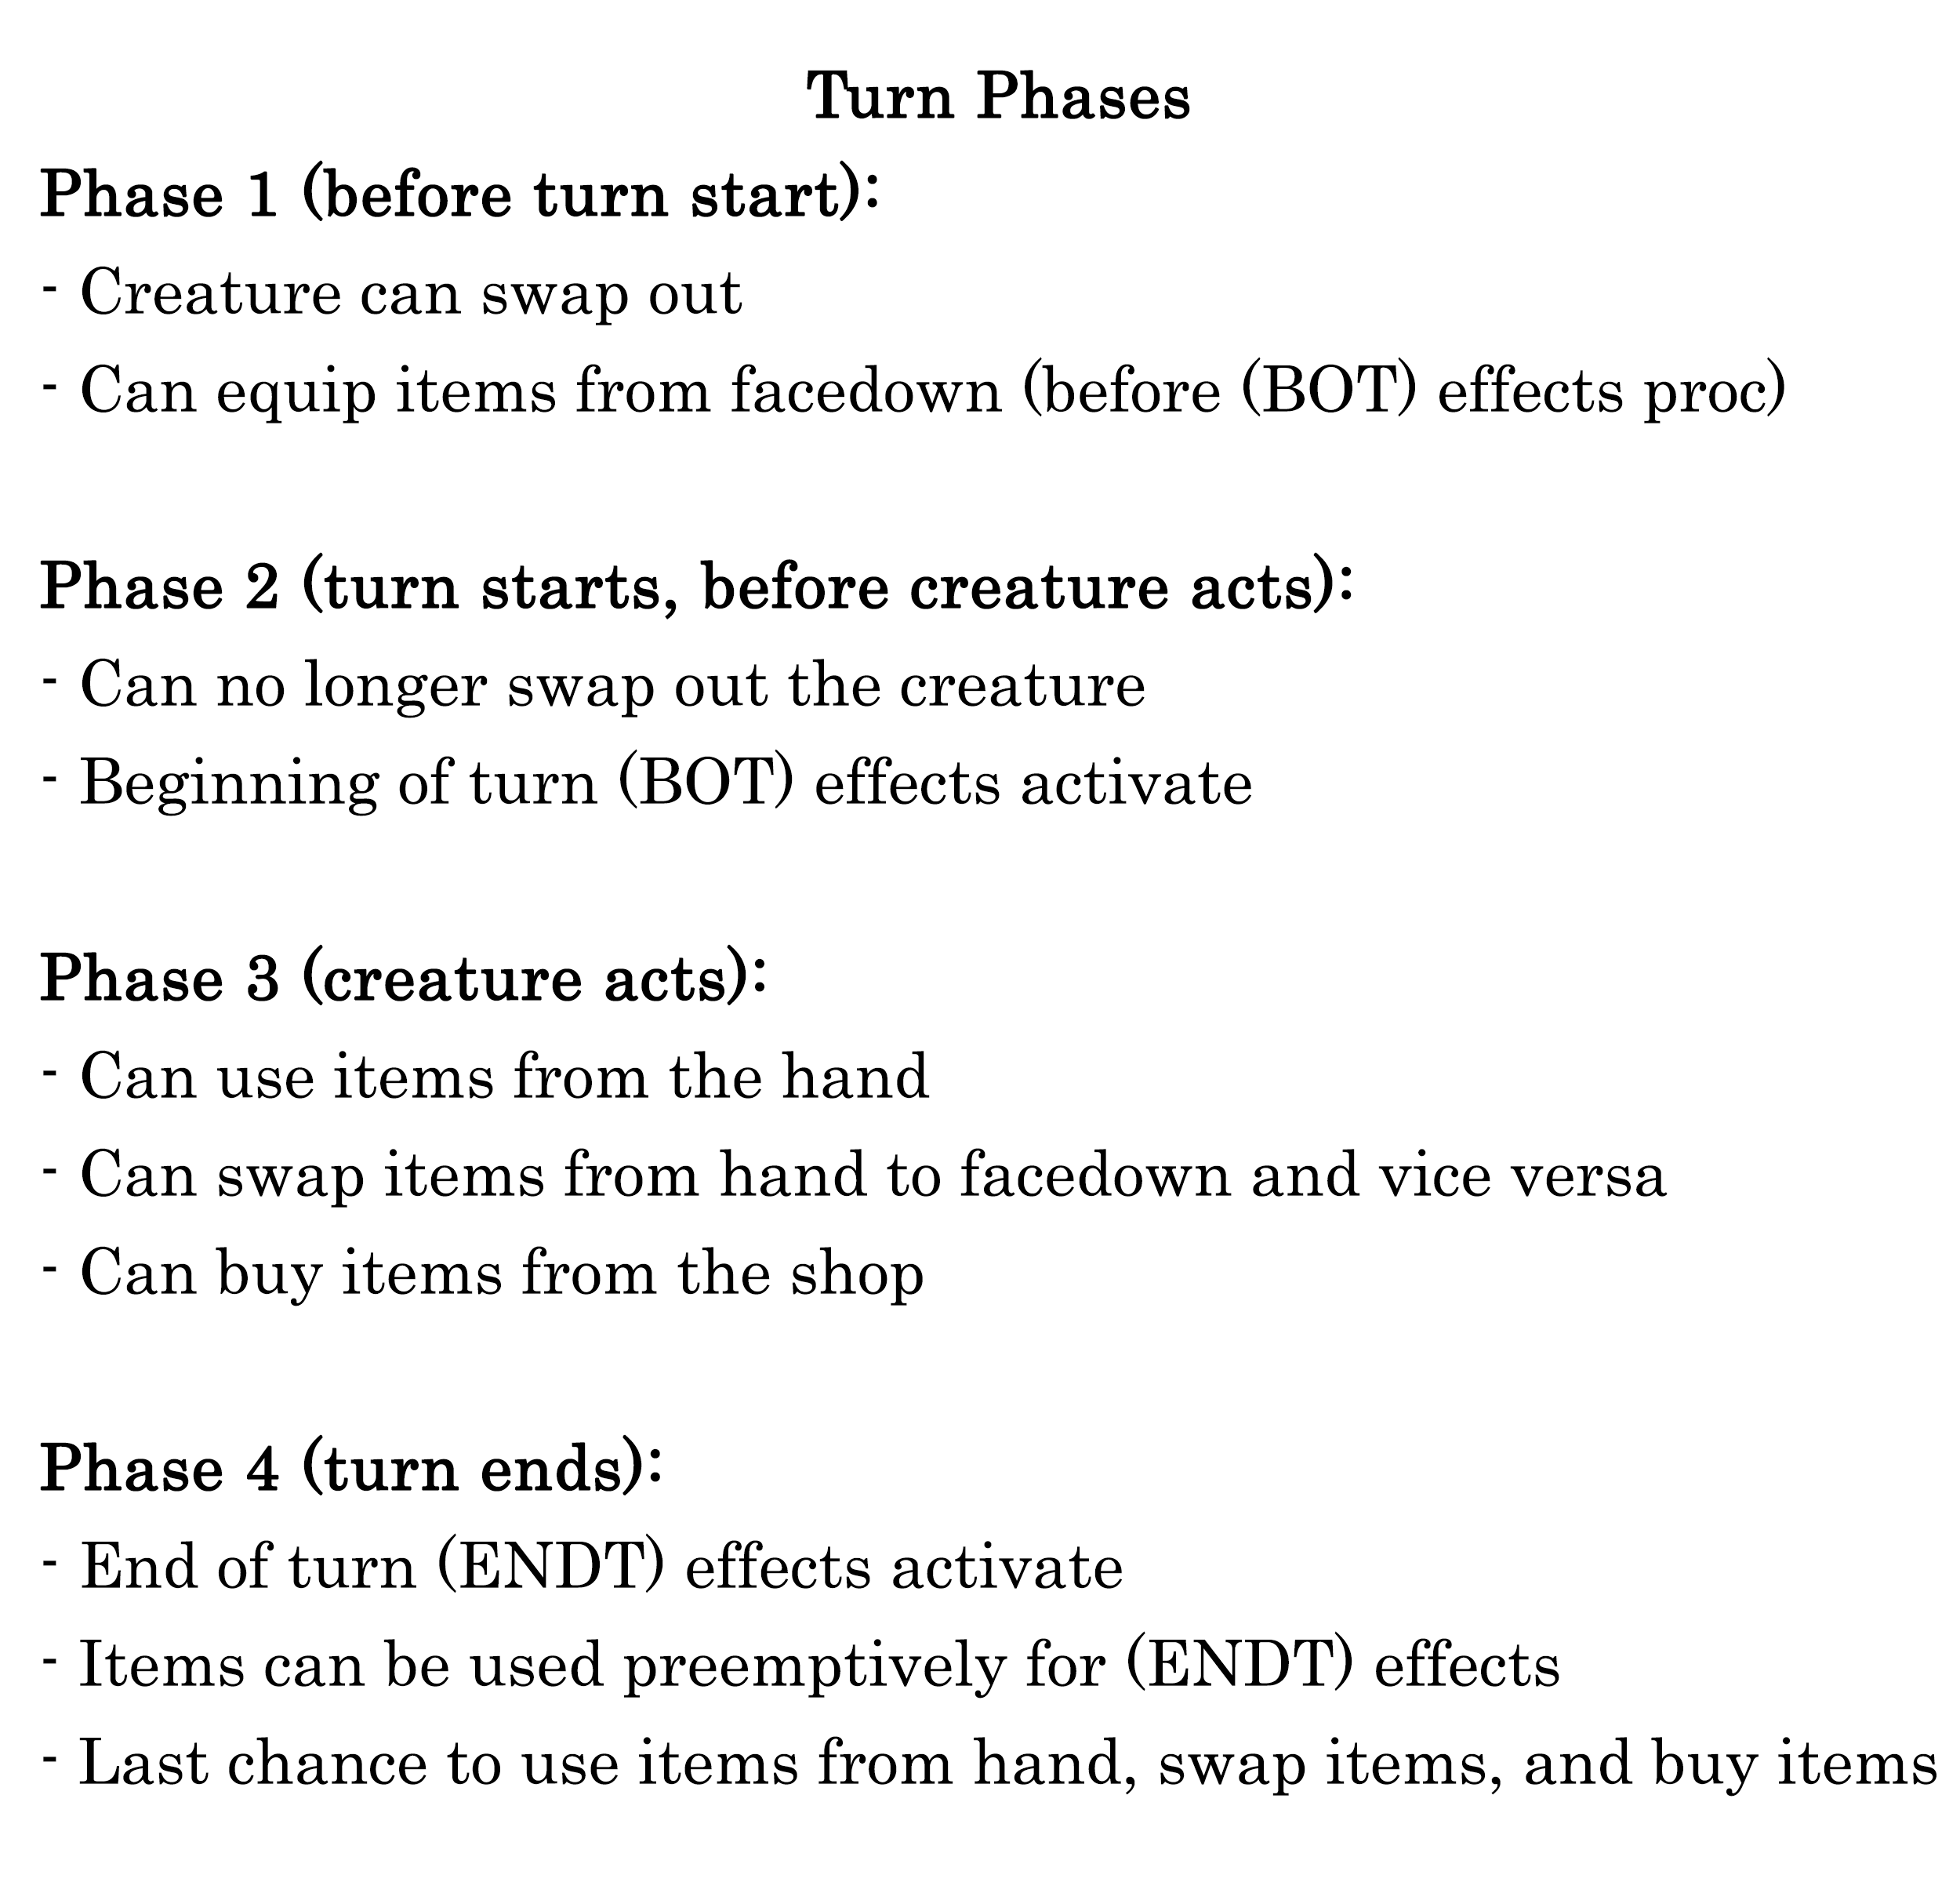 Turn Phases
Phase 1 (before turn start):
- Creature can swap out
- Can equip items from facedown (before (BOT) effects proc)
Phase 2 (turn starts, before creature acts):
- Can no longer swap out the creature
- Beginning of turn (BOT) effects activate
Phase 3 (creature acts):
- Can use items from the hand
- Can swap items from hand to facedown and vice versa
- Can buy items from the shop
Phase 4 (turn ends):
- End of turn (ENDT) effects activate
- Items can be used preemptively for (ENDT) effects
- Last chance to use items from hand, swap items, and buy items